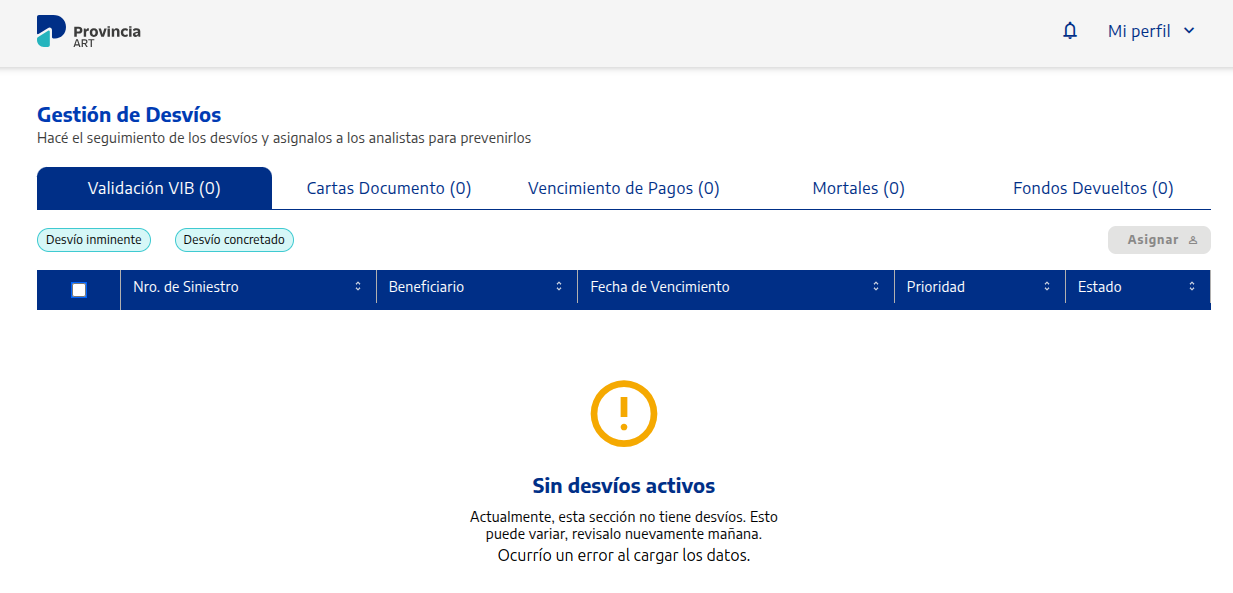 Provincia
ART
Mi perfil
Gestión de Desvíos
Hacé el seguimiento de los desvíos y asignalos a los analistas para prevenirlos
Validación VIB (0)
Cartas Documento (0)
Vencimiento de Pagos (0)
Mortales (0)
Fondos Devueltos (0)
Desvío inminente
Desvío concretado
Asignar
Nro. de Siniestro
Beneficiario
Fecha de Vencimiento
Prioridad
Estado
Sin desvíos activos
Actualmente, esta sección no tiene desvíos. Esto
puede variar, revisalo nuevamente mañana.
Ocurrío un error al cargar los datos.